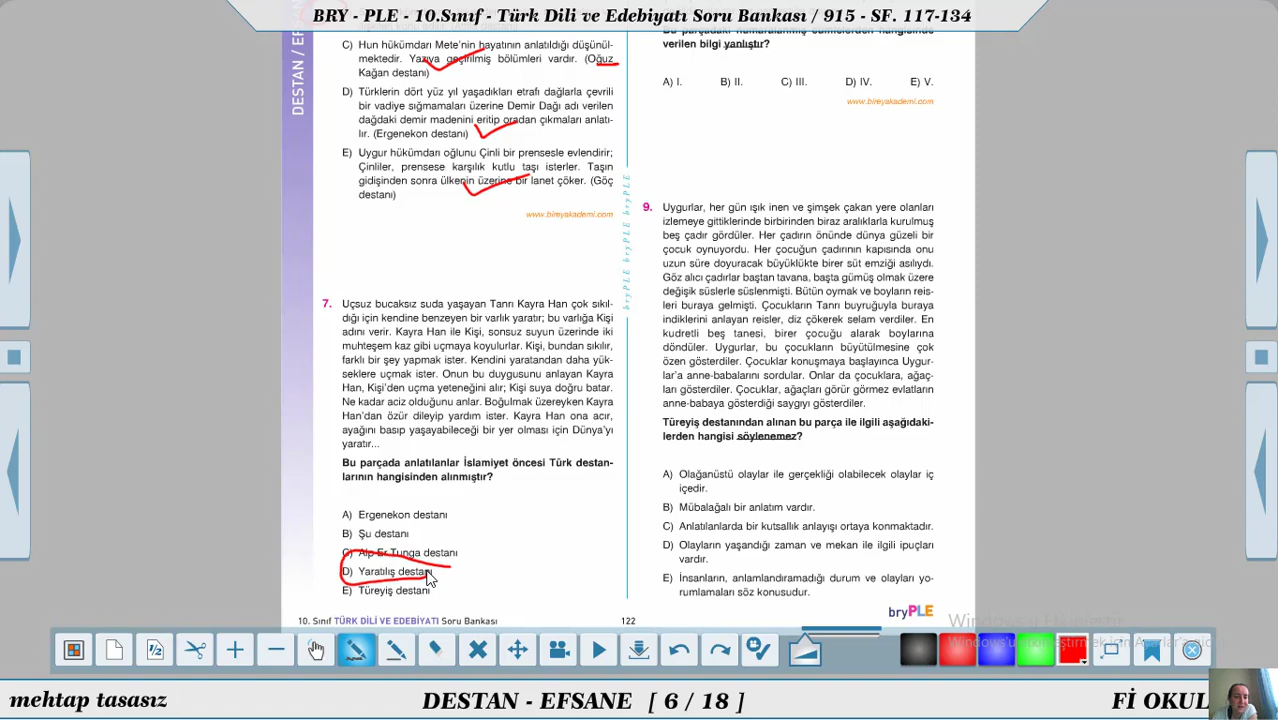 BRY - PLE - 10.Sınıf - Türk Dili ve Edebiyatı Soru Bankası / 915 - SF. 117-134
DESTAN / EF
C) Hun hükümdarı Mete'nin hayatının anlatıldığı düşünül-
mektedir. Yazıya geçirilmiş bölümleri vardır. (Oğuz
Kağan destanı)
D) Türklerin dört yüz yıl yaşadıkları etrafı dağlarla çevrili
bir vadiye sığmamaları üzerine Demir Dağı adı verilen
dağdaki demir madenini eritip oradan çıkmaları anlatı-
lır. (Ergenekon destanı)
E) Uygur hükümdarı oğlunu Çinli bir prensesle evlendirir;
Çinliler, prensese karşılık kutlu taşı isterler. Taşın
gidişinden sonra ülkenin üzerine bir lanet çöker. (Göç
destanı)
www.bireyakademi.com
7. Uçsuz bucaksız suda yaşayan Tanrı Kayra Han çok sıkıl-
dığı için kendine benzeyen bir varlık yaratır; bu varlığa Kişi
adını verir. Kayra Han ile Kişi, sonsuz suyun üzerinde iki
muhteşem kaz gibi uçmaya koyulurlar. Kişi, bundan sıkılır,
farklı bir şey yapmak ister. Kendini yaratandan daha yük-
seklere uçmak ister. Onun bu duygusunu anlayan Kayra
Han, Kişi'den uçma yeteneğini alır; Kişi suya doğru batar.
Ne kadar aciz olduğunu anlar. Boğulmak üzereyken Kayra
Han'dan özür dileyip yardım ister. Kayra Han ona acır,
ayağını basıp yaşayabileceği bir yer olması için Dünya'yı
yaratır...
Bu parçada anlatılanlar İslamiyet öncesi Türk destan-
larının hangisinden alınmıştır?
A) Ergenekon destanı
B) Şu destanı
C) Alp Er Tunga destanı
D) Yaratılış destanı
E) Türeyiş destanı
10. Sınıf TÜRK DİLİ VE EDEBİYATI Soru Bankası
bryPLE bryPLE bryPLE
verilen bilgi yanlıştır?
A) I. B) II. C) III. D) IV. E) V.
www.bireyakademi.com
9. Uygurlar, her gün ışık inen ve şimşek çakan yere olanları
izlemeye gittiklerinde birbirinden biraz aralıklarla kurulmuş
beş çadır gördüler. Her çadırın önünde dünya güzeli bir
çocuk oynuyordu. Her çocuğun çadırının kapısında onu
uzun süre doyuracak büyüklükte birer süt emziği asılıydı.
Göz alıcı çadırlar baştan tavana, başta gümüş olmak üzere
değişik süslerle süslenmişti. Bütün oymak ve boyların reis-
leri buraya gelmişti. Çocukların Tanrı buyruğuyla buraya
indiklerini anlayan reisler, diz çökerek selam verdiler. En
kudretli beş tanesi, birer çocuğu alarak boylarına
döndüler. Uygurlar, bu çocukların büyütülmesine çok
özen gösterdiler. Çocuklar konuşmaya başlayınca Uygur-
lar'a anne-babalarını sordular. Onlar da çocuklara, ağaç-
ları gösterdiler. Çocuklar, ağaçları görür görmez evlatların
anne-babaya gösterdiği saygıyı gösterdiler.
Türeyiş destanından alınan bu parça ile ilgili aşağıdaki-
lerden hangisi söylenemez?
A) Olağanüstü olaylar ile gerçekliği olabilecek olaylar iç
içedir.
B) Mübalağalı bir anlatım vardır.
C) Anlatılanlarda bir kutsallık anlayışı ortaya konmaktadır.
D) Olayların yaşandığı zaman ve mekan ile ilgili ipuçları
vardır.
E) İnsanların, anlamlandıramadığı durum ve olayları yo-
rumlamaları söz konusudur.
122
bryPLE
mehtap tasasız
DESTAN - EFSANE [ 6 / 18 ]
Fİ OKUL